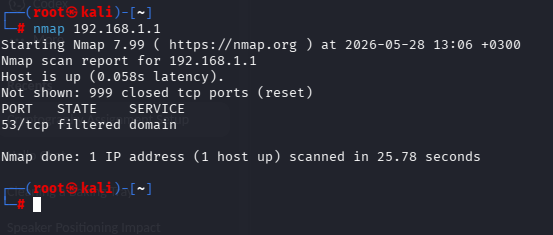 ┌──(root㉿kali)-[~]
└─# nmap 192.168.1.1
Starting Nmap 7.99 ( https://nmap.org ) at 2026-05-28 13:06 +0300
Nmap scan report for 192.168.1.1
Host is up (0.058s latency).
Not shown: 999 closed tcp ports (reset)
PORT   STATE    SERVICE
53/tcp filtered domain
Nmap done: 1 IP address (1 host up) scanned in 25.78 seconds
┌──(root㉿kali)-[~]
└─#
Speaker Positioning Impact